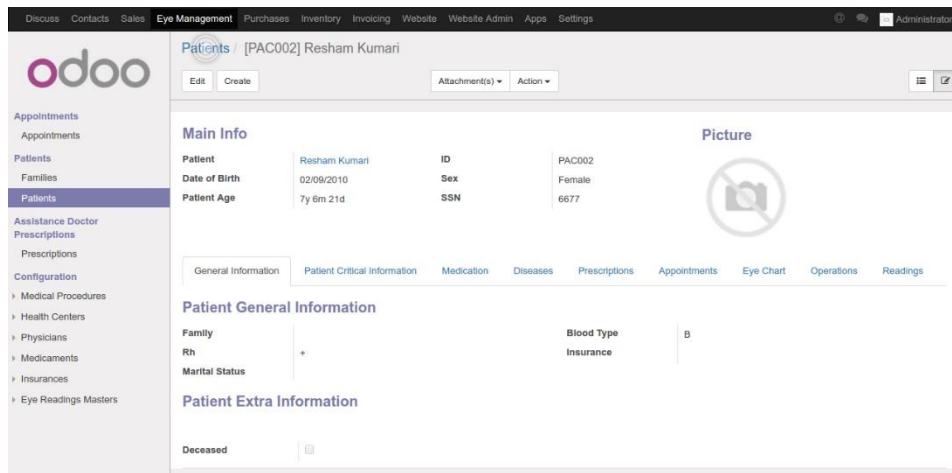 Discuss Contacts Sales Eye Management Purchases Inventory Invoicing Website Website Admin Apps Settings @ Administrator
odoo
Patients / [PAC002] Resham Kumari
Edit Create Attachment(s) Action
Appointments
Appointments
Patients
Families
Patients
Assistance Doctor
Prescriptions
Prescriptions
Configuration
Medical Procedures
Health Centers
Physicians
Medicaments
Insurances
Eye Readings Masters
Main Info
Picture
Patient Resham Kumari ID PAC002
Date of Birth 02/09/2010 Sex Female
Patient Age 7y 6m 21d SSN 6677
General Information Patient Critical Information Medication Diseases Prescriptions Appointments Eye Chart Operations Readings
Patient General Information
Family Blood Type B
Rh + Insurance
Marital Status
Patient Extra Information
Deceased